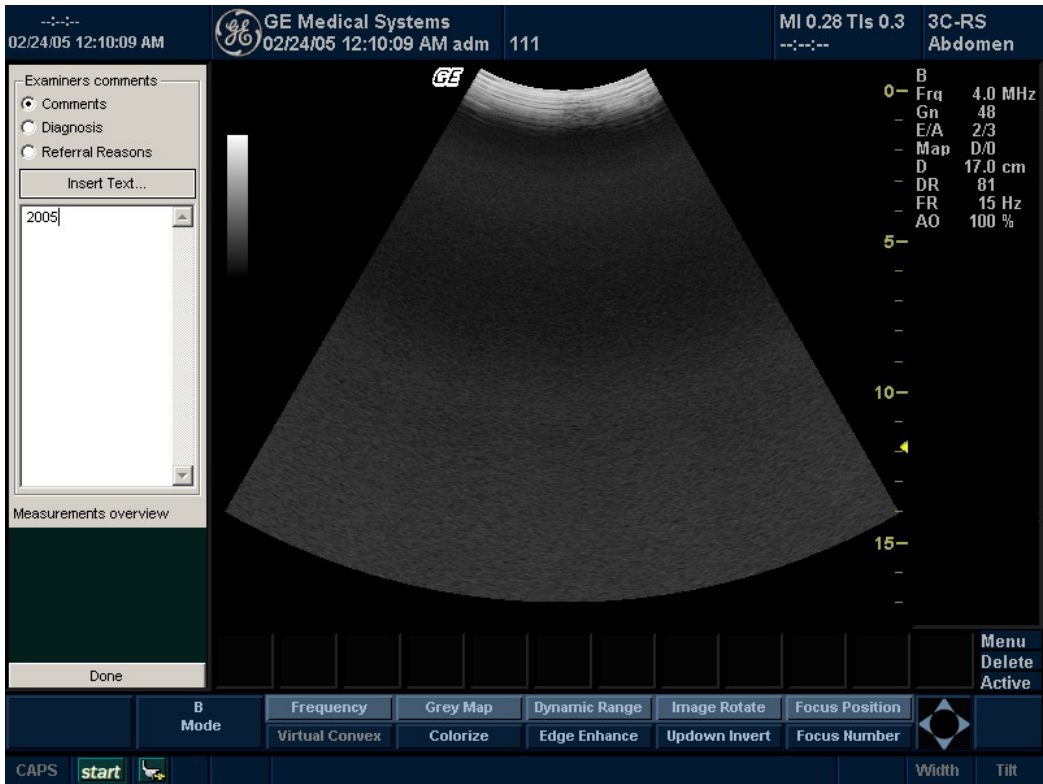 --:--:--
02/24/05 12:10:09 AM
GE Medical Systems
02/24/05 12:10:09 AM adm
111
MI 0.28 TIs 0.3
--:--:--
3C-RS
Abdomen
Examiners comments
Comments
Diagnosis
Referral Reasons
Insert Text...
2005
Measurements overview
Done
GE
0
5
10
15
B
Frq 4.0 MHz
Gn 48
E/A 2/3
Map D/0
D 17.0 cm
DR 81
FR 15 Hz
AO 100 %
Menu
Delete
Active
B
Mode
Frequency Grey Map Dynamic Range Image Rotate Focus Position
Virtual Convex Colorize Edge Enhance Updown Invert Focus Number
CAPS start Width Tilt